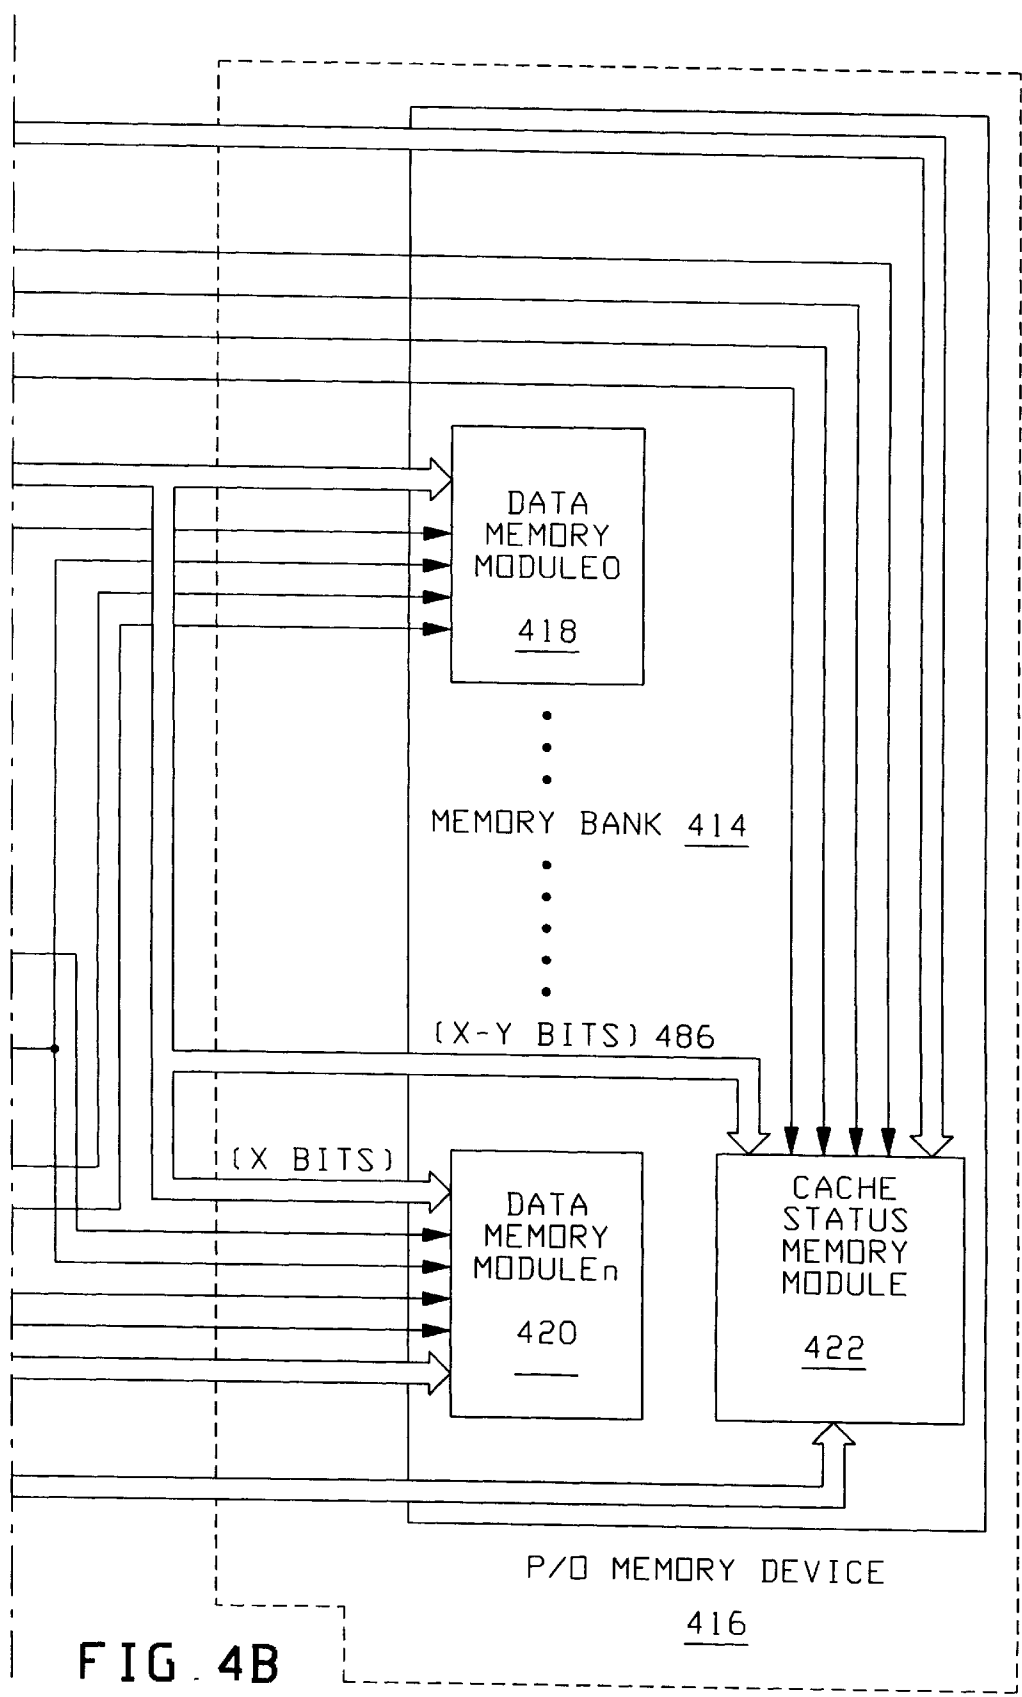 DATA
MEMORY
MODULE0
418
MEMORY BANK 414
(X-Y BITS) 486
(X BITS)
DATA
MEMORY
MODULEn
420
CACHE
STATUS
MEMORY
MODULE
422
P/O MEMORY DEVICE
416
FIG. 4B